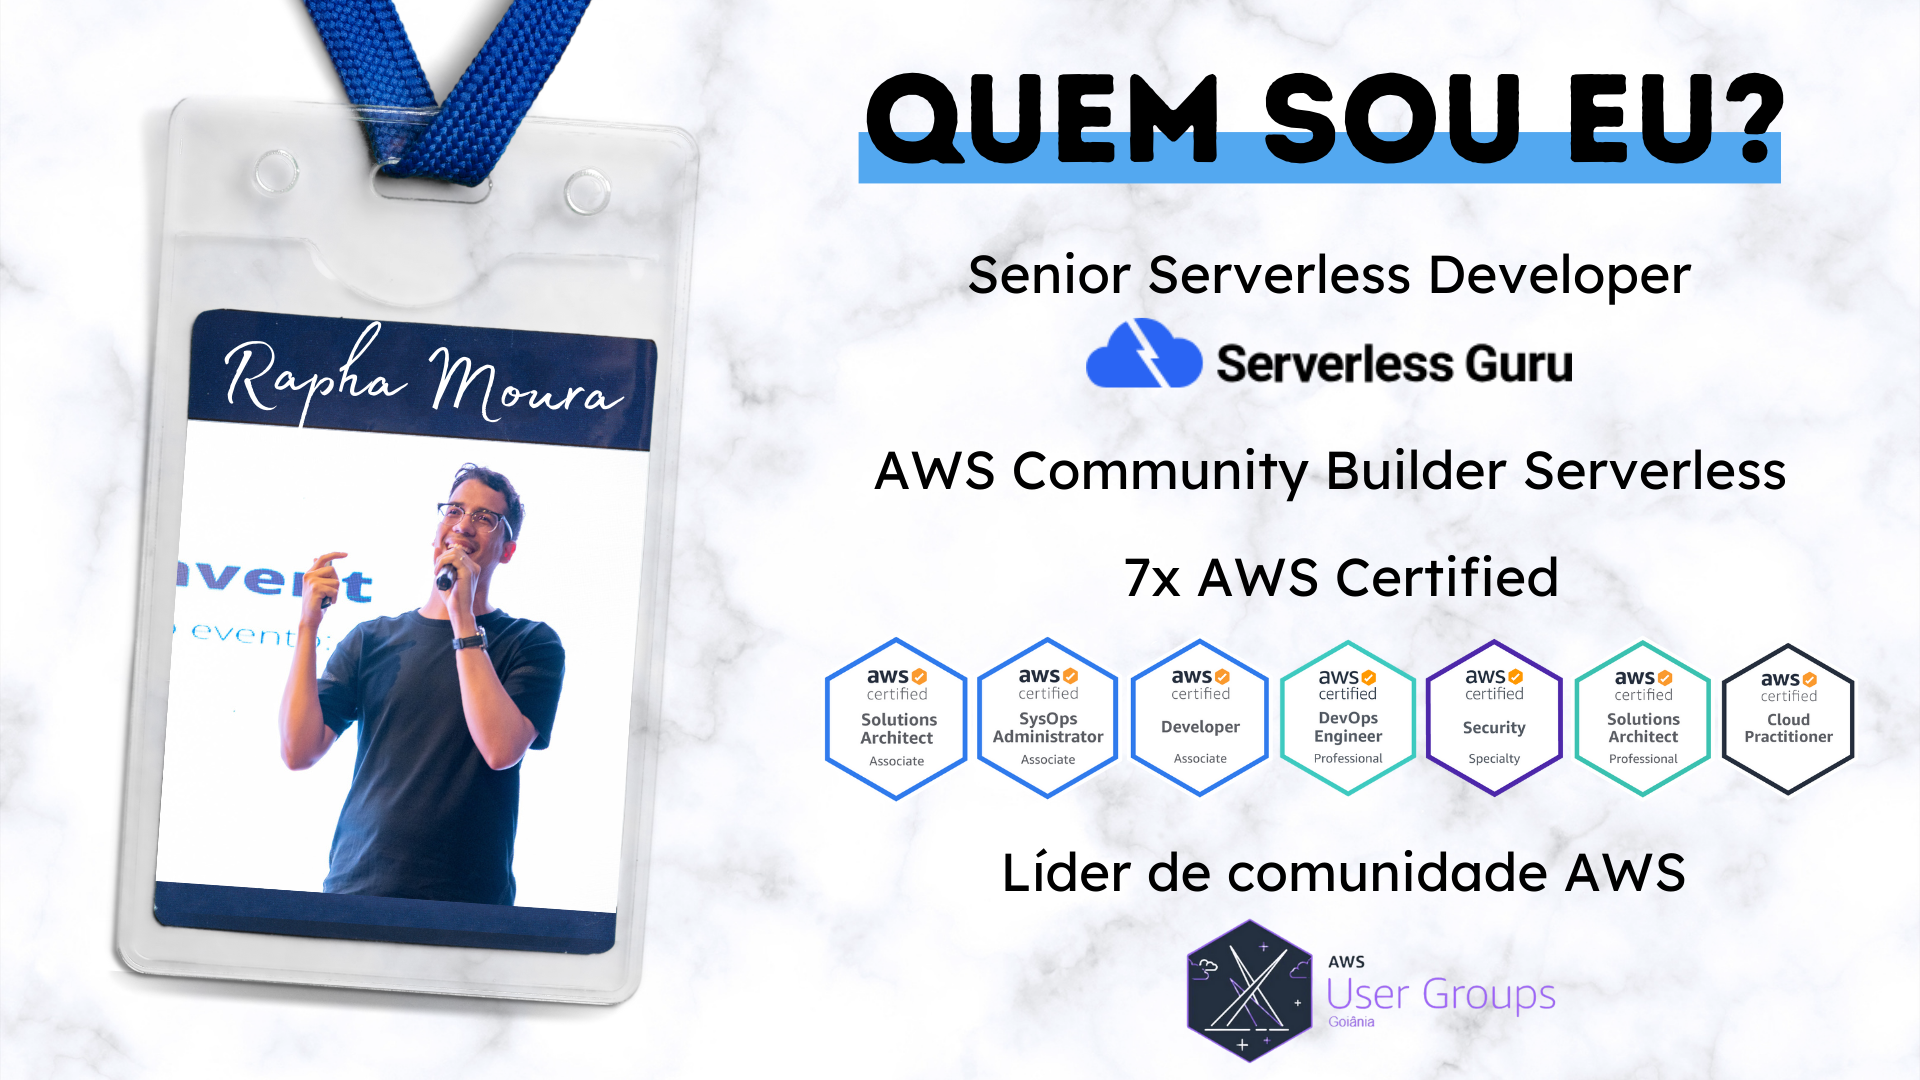 QUEM SOU EU?
Rapha Moura
evento:
Senior Serverless Developer
Serverless Guru
AWS Community Builder Serverless
7x AWS Certified
aws certified Solutions Architect Associate
aws certified SysOps Administrator Associate
aws certified Developer Associate
aws certified DevOps Engineer Professional
aws certified Security Specialty
aws certified Solutions Architect Professional
aws certified Cloud Practitioner
Líder de comunidade AWS
AWS
User Groups
Goiânia